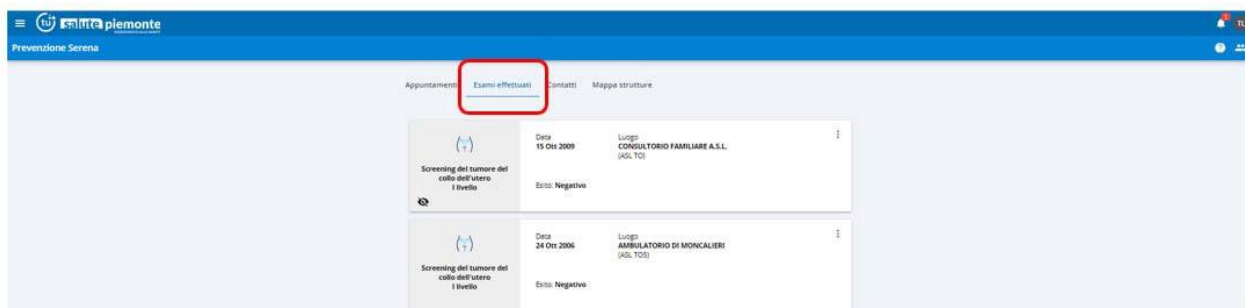 tu salute piemonte
TU
Prevenzione Serena
Appuntamenti Esami effettuati Contatti Mappa strutture
Data Luogo
15 Ott 2009 CONSULTORIO FAMILIARE A.S.L.
(ASL TO)
Screening del tumore del
collo dell'utero
I livello
Esito: Negativo
Data Luogo
24 Ott 2006 AMBULATORIO DI MONCALIERI
(ASL TO5)
Screening del tumore del
collo dell'utero
I livello
Esito: Negativo